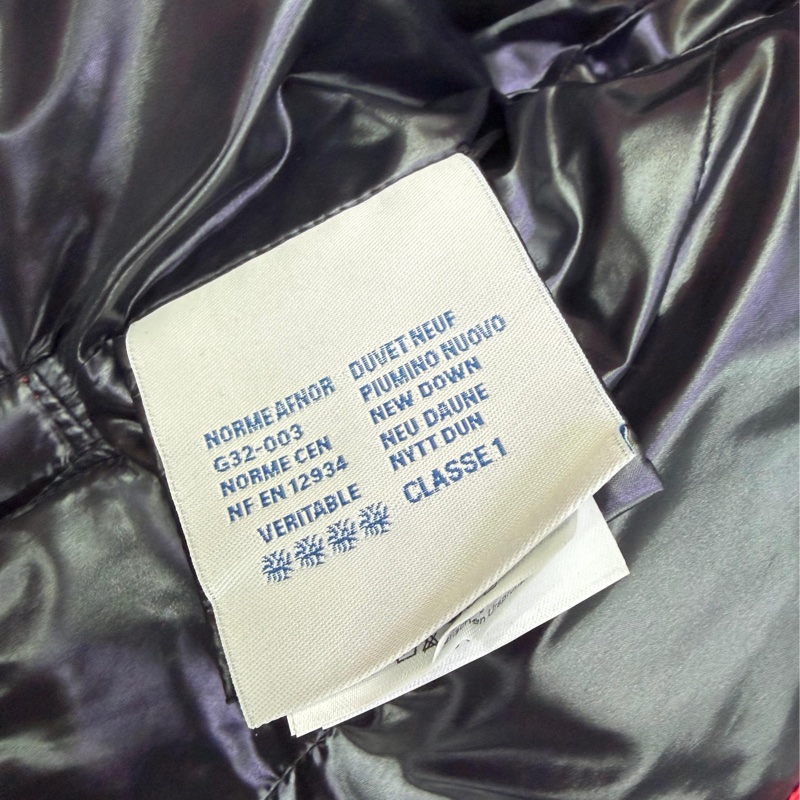 NORME AFNOR
G32-003
NORME CEN
NF EN 12934
VERITABLE
DUVET NEUF
PIUMINO NUOVO
NEW DOWN
NEU DAUNE
NYTT DUN
CLASSE 1